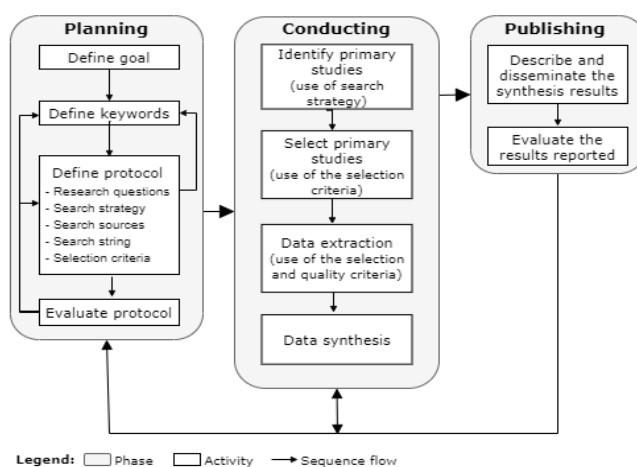 Planning
Define goal
Define keywords
Define protocol
- Research questions
- Search strategy
- Search sources
- Search string
- Selection criteria
Evaluate protocol
Conducting
Identify primary
studies
(use of search
strategy)
Select primary
studies
(use of the selection
criteria)
Data extraction
(use of the selection
and quality criteria)
Data synthesis
Publishing
Describe and
disseminate the
synthesis results
Evaluate the
results reported
Legend: Phase Activity Sequence flow